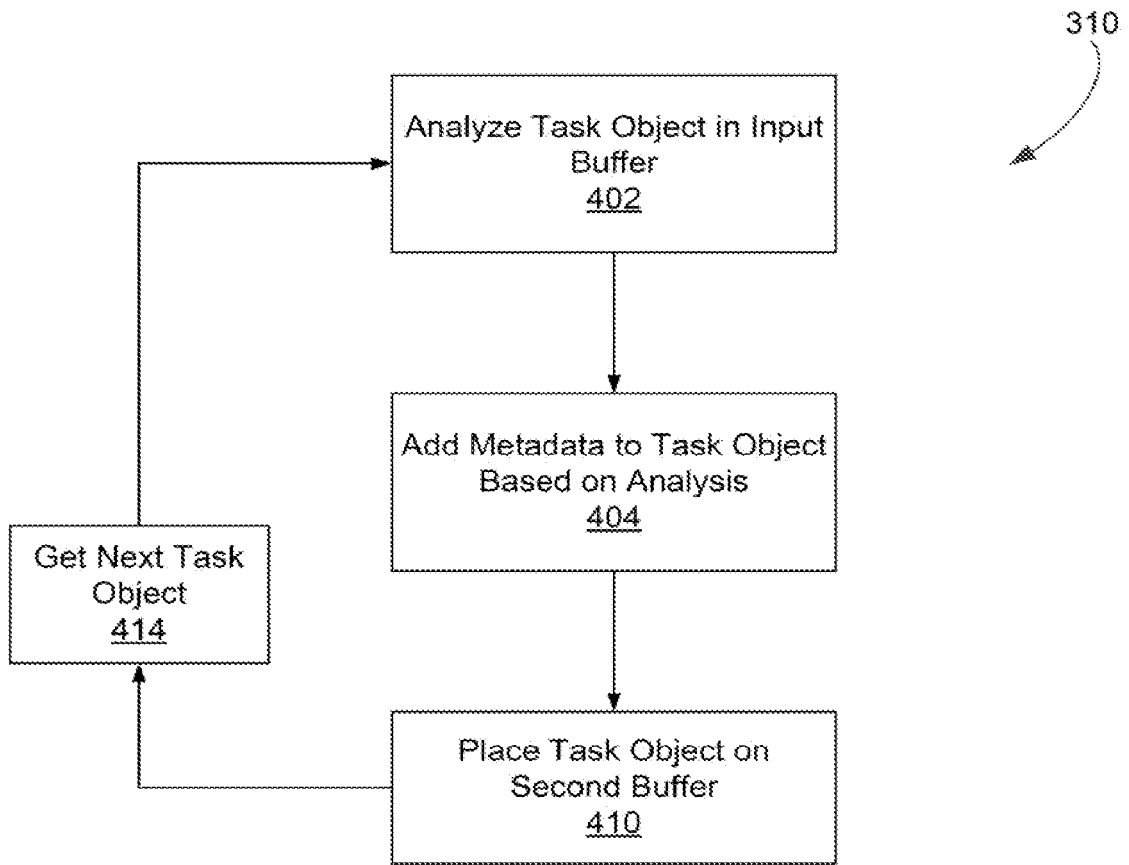 310
Analyze Task Object in Input
Buffer
402
Add Metadata to Task Object
Based on Analysis
404
Get Next Task
Object
414
Place Task Object on
Second Buffer
410